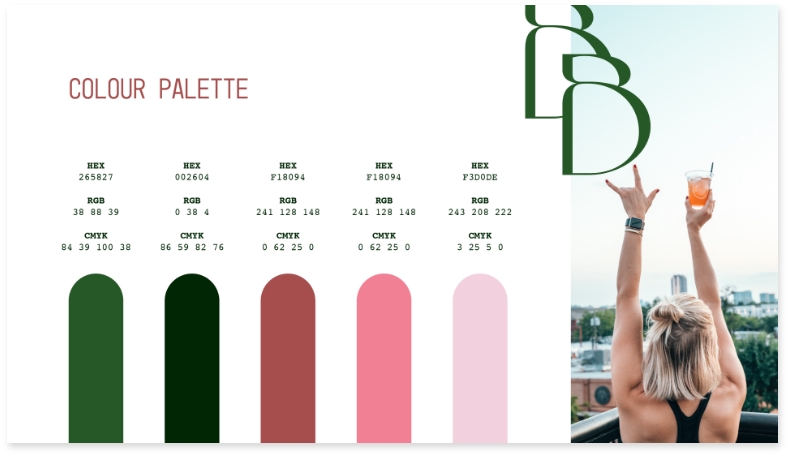 BD
BD
COLOUR PALETTE
HEX
265827
RGB
38 88 39
CMYK
84 39 100 38
HEX
002604
RGB
0 38 4
CMYK
86 59 82 76
HEX
F18094
RGB
241 128 148
CMYK
0 62 25 0
HEX
F18094
RGB
241 128 148
CMYK
0 62 25 0
HEX
F3D0DE
RGB
243 208 222
CMYK
3 25 5 0